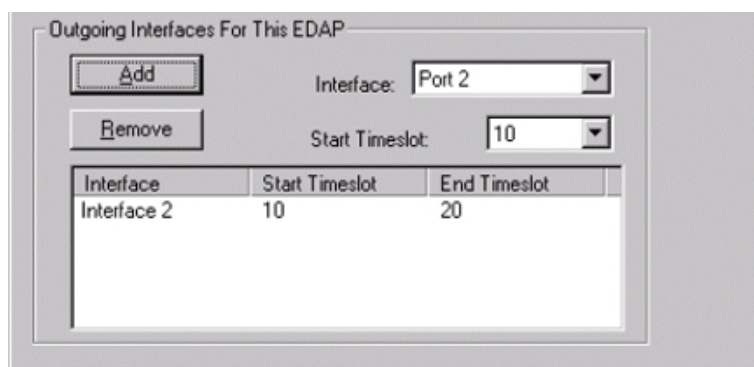 Outgoing Interfaces For This EDAP
Add
Interface: Port 2
Remove
Start Timeslot: 10
Interface Start Timeslot End Timeslot
Interface 2 10 20